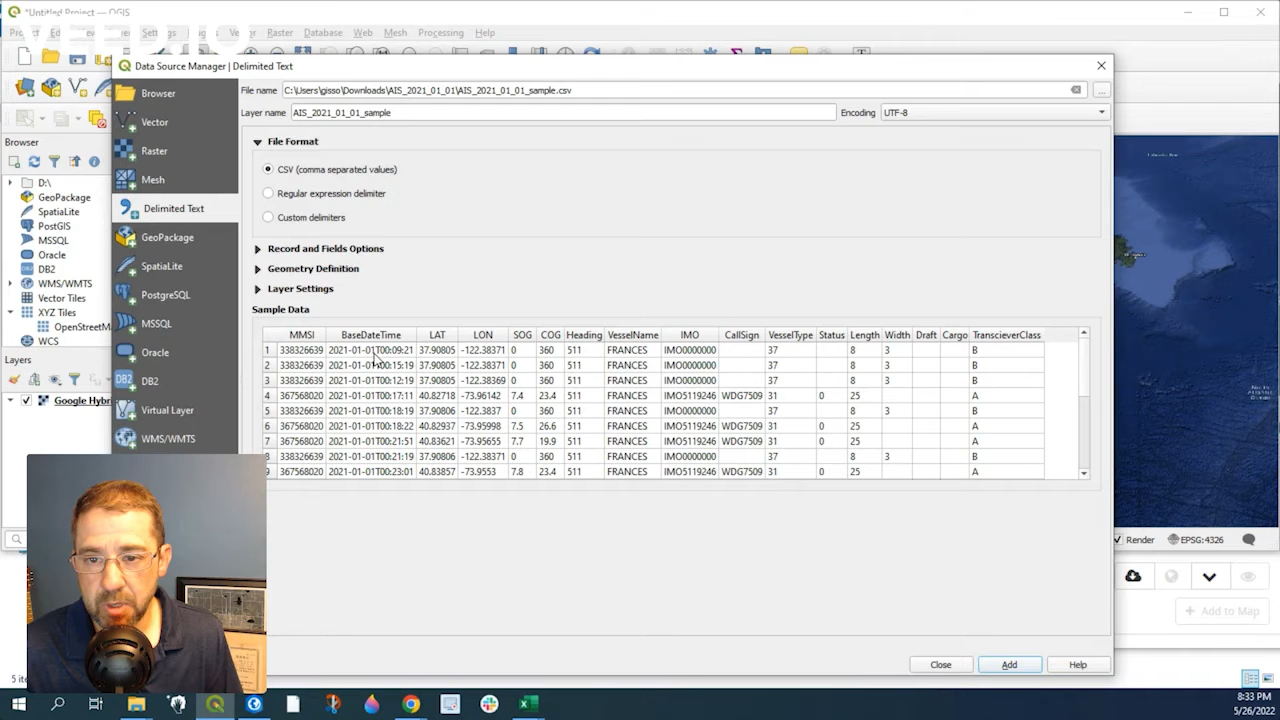 *Untitled Project — QGIS
VEED.IO
Settings Raster Database Web Mesh Processing Help
Data Source Manager | Delimited Text
File name C:\Users\gisso\Downloads\AIS_2021_01_01\AIS_2021_01_01_sample.csv ...
Layer name AIS_2021_01_01_sample Encoding UTF-8
Browser
Vector
Raster
Mesh
Delimited Text
GeoPackage
SpatiaLite
PostgreSQL
MSSQL
Oracle
DB2
Virtual Layer
WMS/WMTS
File Format
CSV (comma separated values)
Regular expression delimiter
Custom delimiters
Record and Fields Options
Geometry Definition
Layer Settings
Sample Data
MMSI BaseDateTime LAT LON SOG COG Heading VesselName IMO CallSign VesselType Status Length Width Draft Cargo TranscieverClass
1 338326639 2021-01-01T00:09:21 37.90805 -122.38371 0 360 511 FRANCES IMO0000000 37 8 3 B
2 338326639 2021-01-01T00:15:19 37.90805 -122.38371 0 360 511 FRANCES IMO0000000 37 8 3 B
3 338326639 2021-01-01T00:12:19 37.90805 -122.38369 0 360 511 FRANCES IMO0000000 37 8 3 B
4 367568020 2021-01-01T00:17:11 40.82718 -73.96142 7.4 23.4 511 FRANCES IMO5119246 WDG7509 31 0 25 A
5 338326639 2021-01-01T00:18:19 37.90805 -122.3837 0 360 511 FRANCES IMO0000000 37 8 3 B
6 367568020 2021-01-01T00:18:22 40.82937 -73.95998 7.5 26.6 511 FRANCES IMO5119246 WDG7509 31 0 25 A
7 367568020 2021-01-01T00:21:51 40.83621 -73.95655 7.7 19.9 511 FRANCES IMO5119246 WDG7509 31 0 25 A
8 338326639 2021-01-01T00:21:19 37.90806 -122.3837 0 360 511 FRANCES IMO0000000 37 8 3 B
9 367568020 2021-01-01T00:23:01 40.83857 -73.9553 7.8 23.4 511 FRANCES IMO5119246 WDG7509 31 0 25 A
Close Add Help
Browser
D:\
GeoPackage
SpatiaLite
PostGIS
MSSQL
Oracle
DB2
WMS/WMTS
Vector Tiles
XYZ Tiles
OpenStreetM
WCS
Layers
Google Hybri
Render EPSG:4326
+ Add to Map
8:33 PM
5/26/2022